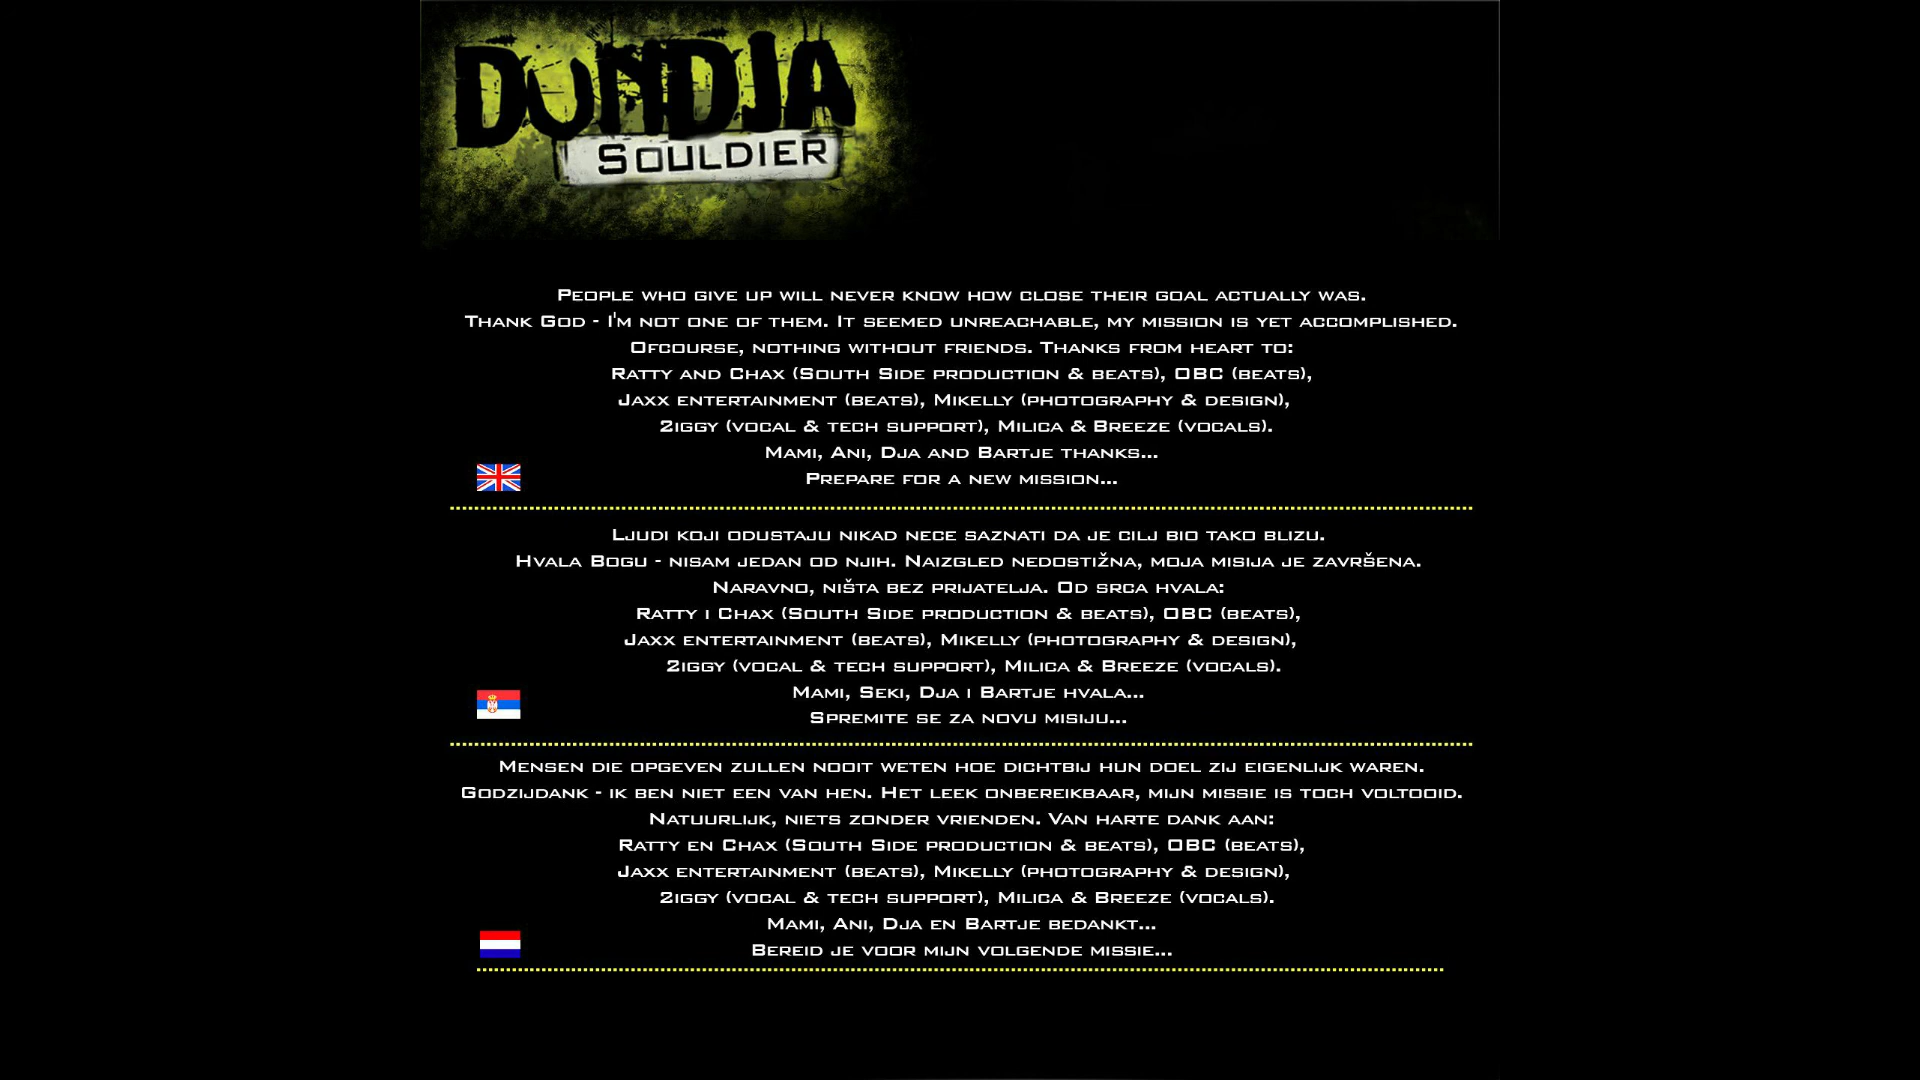 DUNDJA
SOULDIER
People who give up will never know how close their goal actually was.
Thank God - I'm not one of them. It seemed unreachable, my mission is yet accomplished.
Ofcourse, nothing without friends. Thanks from heart to:
Ratty and Chax (South Side production & beats), OBC (beats),
Jaxx entertainment (beats), Mikelly (photography & design),
2iggy (vocal & tech support), Milica & Breeze (vocals).
Mami, Ani, Dja and Bartje thanks...
Prepare for a new mission...
Ljudi koji odustaju nikad nece saznati da je cilj bio tako blizu.
Hvala Bogu - nisam jedan od njih. Naizgled nedostižna, moja misija je završena.
Naravno, ništa bez prijatelja. Od srca hvala:
Ratty i Chax (South Side production & beats), OBC (beats),
Jaxx entertainment (beats), Mikelly (photography & design),
2iggy (vocal & tech support), Milica & Breeze (vocals).
Mami, Seki, Dja i Bartje hvala...
Spremite se za novu misiju...
Mensen die opgeven zullen nooit weten hoe dichtbij hun doel zij eigenlijk waren.
Godzijdank - ik ben niet een van hen. Het leek onbereikbaar, mijn missie is toch voltooid.
Natuurlijk, niets zonder vrienden. Van harte dank aan:
Ratty en Chax (South Side production & beats), OBC (beats),
Jaxx entertainment (beats), Mikelly (photography & design),
2iggy (vocal & tech support), Milica & Breeze (vocals).
Mami, Ani, Dja en Bartje bedankt...
Bereid je voor mijn volgende missie...